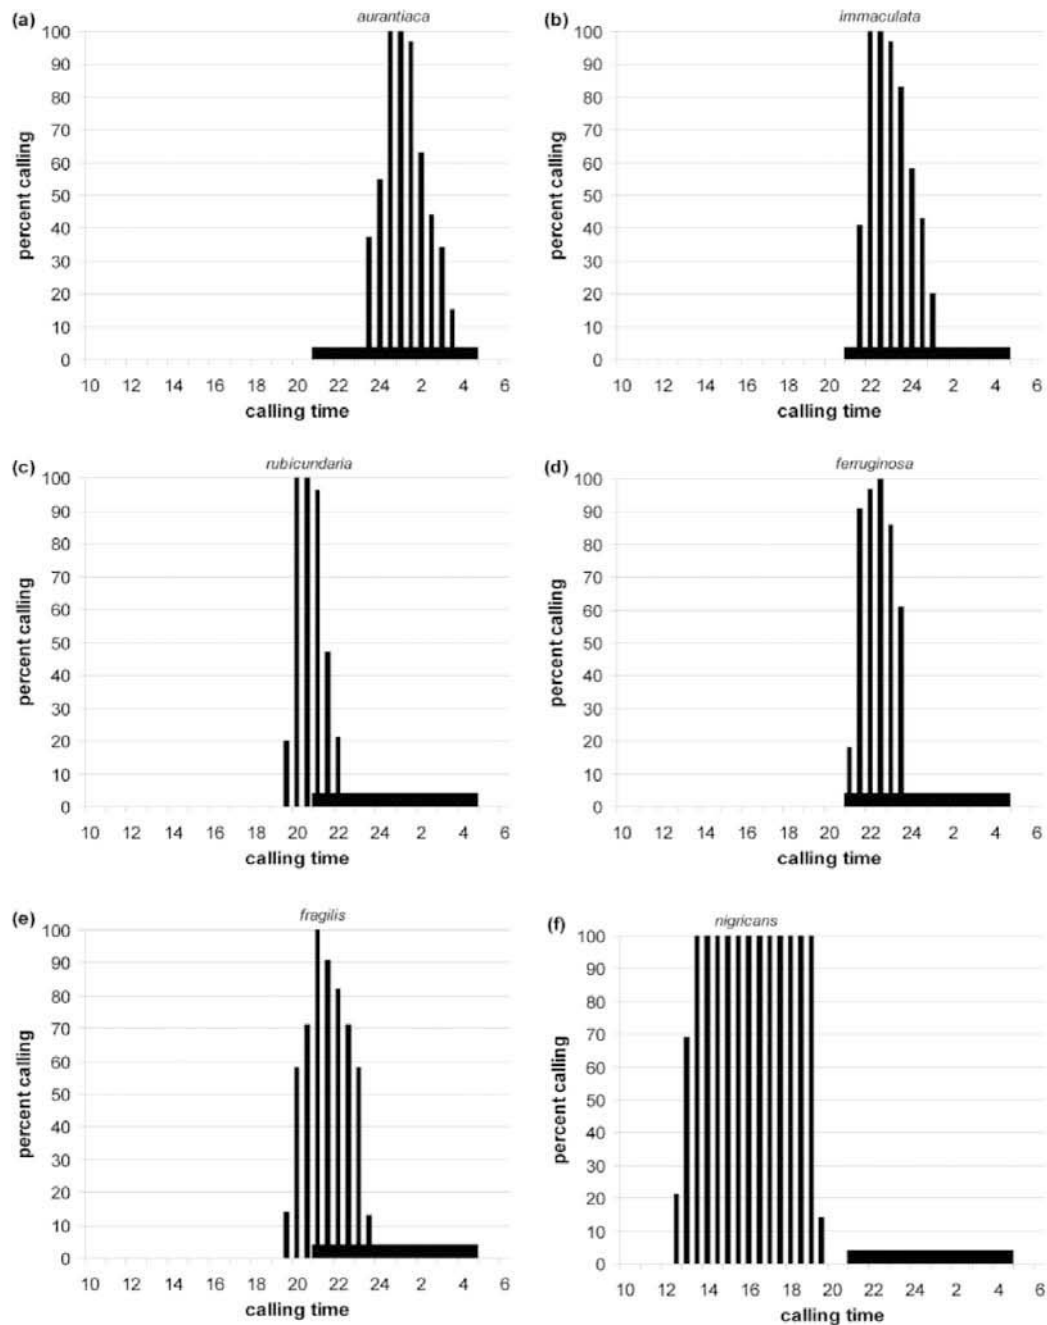 (a) aurantiaca
100
90
80
70
60
50
40
30
20
10
0
percent calling
10 12 14 16 18 20 22 24 2 4 6
calling time
(b) immaculata
100
90
80
70
60
50
40
30
20
10
0
percent calling
10 12 14 16 18 20 22 24 2 4 6
calling time
(c) rubicundaria
100
90
80
70
60
50
40
30
20
10
0
percent calling
10 12 14 16 18 20 22 24 2 4 6
calling time
(d) ferruginosa
100
90
80
70
60
50
40
30
20
10
0
percent calling
10 12 14 16 18 20 22 24 2 4 6
calling time
(e) fragilis
100
90
80
70
60
50
40
30
20
10
0
percent calling
10 12 14 16 18 20 22 24 2 4 6
calling time
(f) nigricans
100
90
80
70
60
50
40
30
20
10
0
percent calling
10 12 14 16 18 20 22 24 2 4 6
calling time